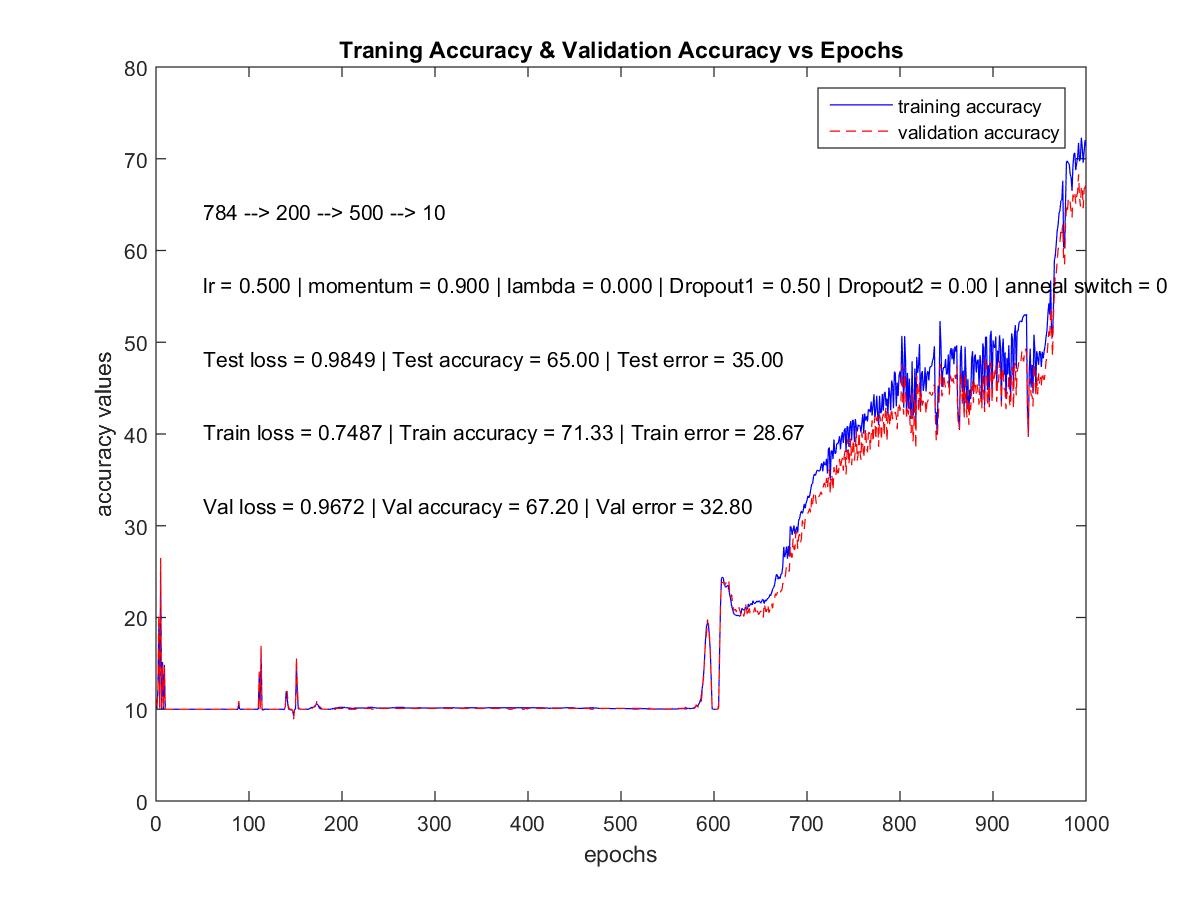 Traning Accuracy & Validation Accuracy vs Epochs
training accuracy
validation accuracy
784 --> 200 --> 500 --> 10
lr = 0.500 | momentum = 0.900 | lambda = 0.000 | Dropout1 = 0.50 | Dropout2 = 0.00 | anneal switch = 0
Test loss = 0.9849 | Test accuracy = 65.00 | Test error = 35.00
Train loss = 0.7487 | Train accuracy = 71.33 | Train error = 28.67
Val loss = 0.9672 | Val accuracy = 67.20 | Val error = 32.80
accuracy values
80
70
60
50
40
30
20
10
0
0 100 200 300 400 500 600 700 800 900 1000
epochs